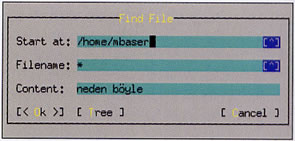 Find File
Start at: /home/mbaser [^]
Filename: * [^]
Content: neden böyle
[< Ok >] [ Tree ] [ Cancel ]